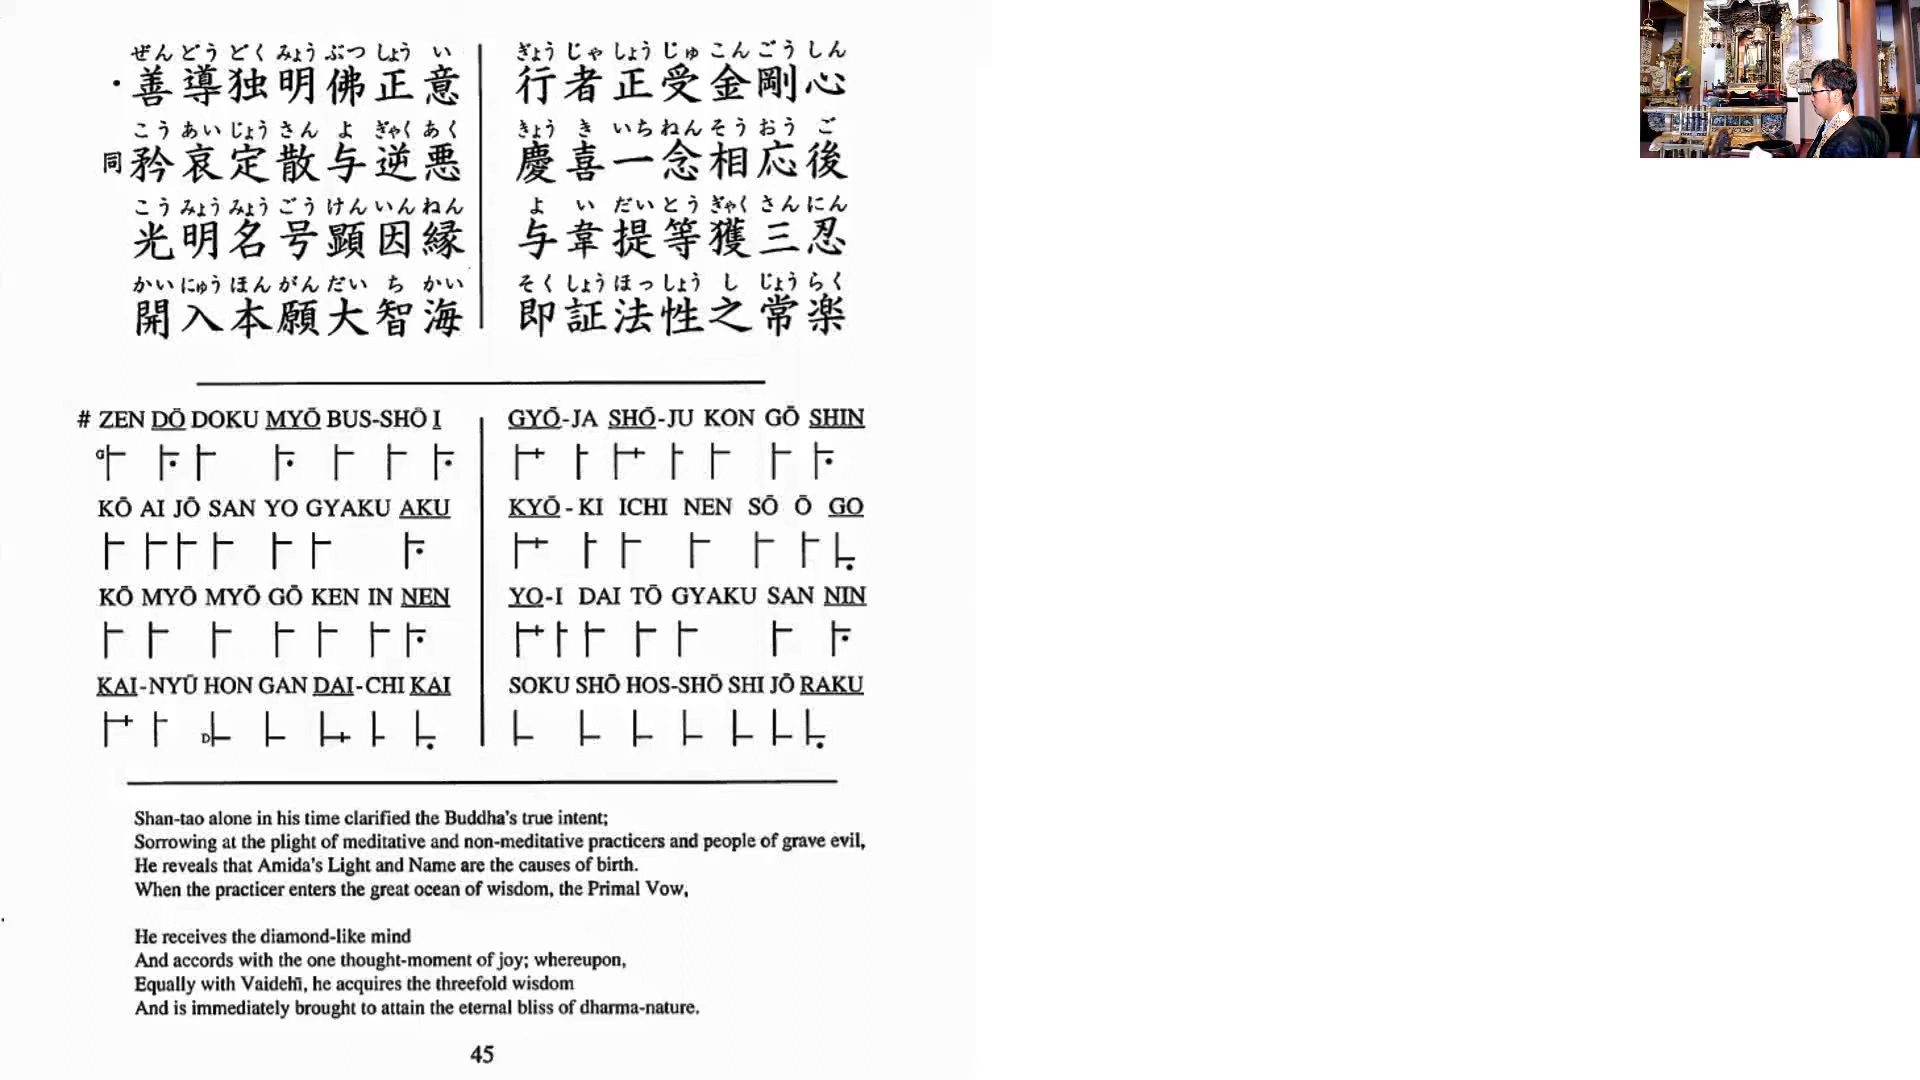 ぜん どう どく みょう ぶつ しょう い
・善導独明佛正意
こう あい じょう さん よ ぎゃく あく
同 矜哀定散与逆悪
こう みょう みょう ごう けん いん ねん
光明名号顕因縁
かい にゅう ほん がん だい ち かい
開入本願大智海
ぎょう じゃ しょう じゅ こん ごう しん
行者正受金剛心
きょう き いち ねん そう おう ご
慶喜一念相応後
よ い だい とう ぎゃく さん にん
与韋提等獲三忍
そく しょう ほっ しょう し じょう らく
即証法性之常楽
# ZEN DŌ DOKU MYŌ BUS-SHŌ I
G
KŌ AI JŌ SAN YO GYAKU AKU
KŌ MYŌ MYŌ GŌ KEN IN NEN
KAI-NYŪ HON GAN DAI-CHI KAI
D
GYŌ-JA SHŌ-JU KON GŌ SHIN
KYŌ-KI ICHI NEN SŌ Ō GO
YO-I DAI TŌ GYAKU SAN NIN
SOKU SHŌ HOS-SHŌ SHI JŌ RAKU
Shan-tao alone in his time clarified the Buddha's true intent;
Sorrowing at the plight of meditative and non-meditative practicers and people of grave evil,
He reveals that Amida's Light and Name are the causes of birth.
When the practicer enters the great ocean of wisdom, the Primal Vow,
He receives the diamond-like mind
And accords with the one thought-moment of joy; whereupon,
Equally with Vaidehī, he acquires the threefold wisdom
And is immediately brought to attain the eternal bliss of dharma-nature.
45